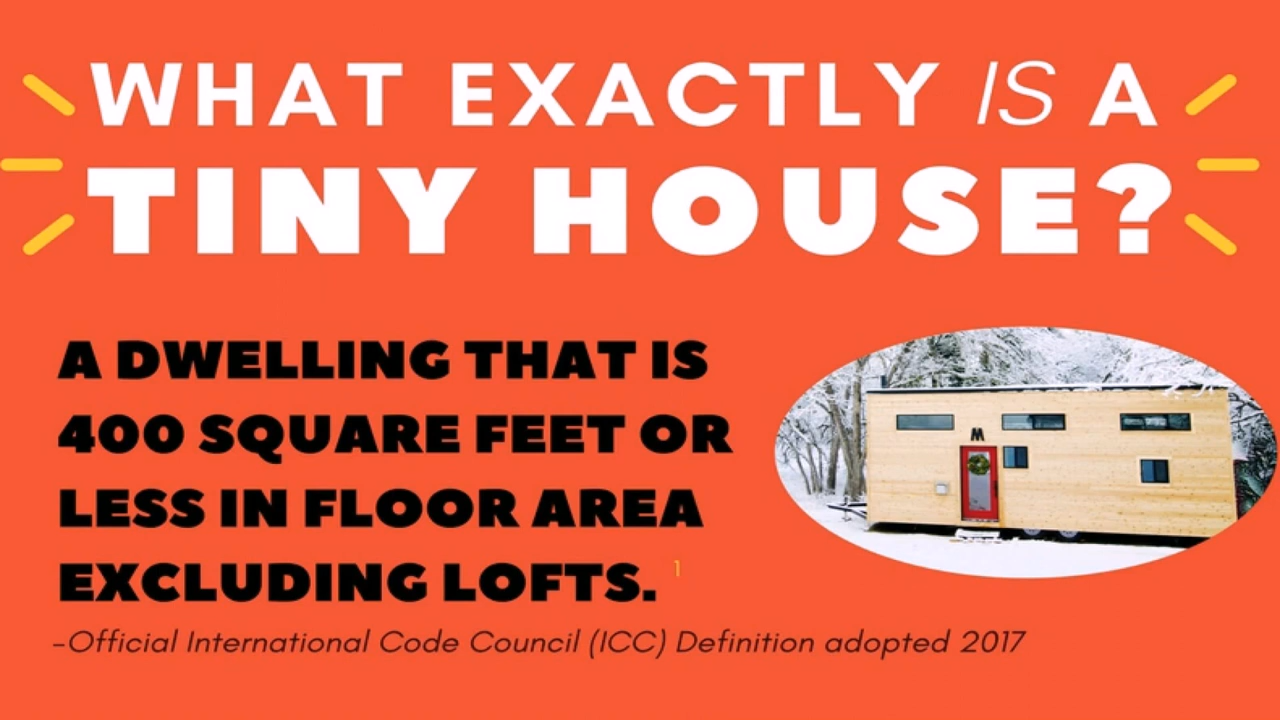 WHAT EXACTLY IS A
TINY HOUSE?
A DWELLING THAT IS
400 SQUARE FEET OR
LESS IN FLOOR AREA
EXCLUDING LOFTS. 1
-Official International Code Council (ICC) Definition adopted 2017
M